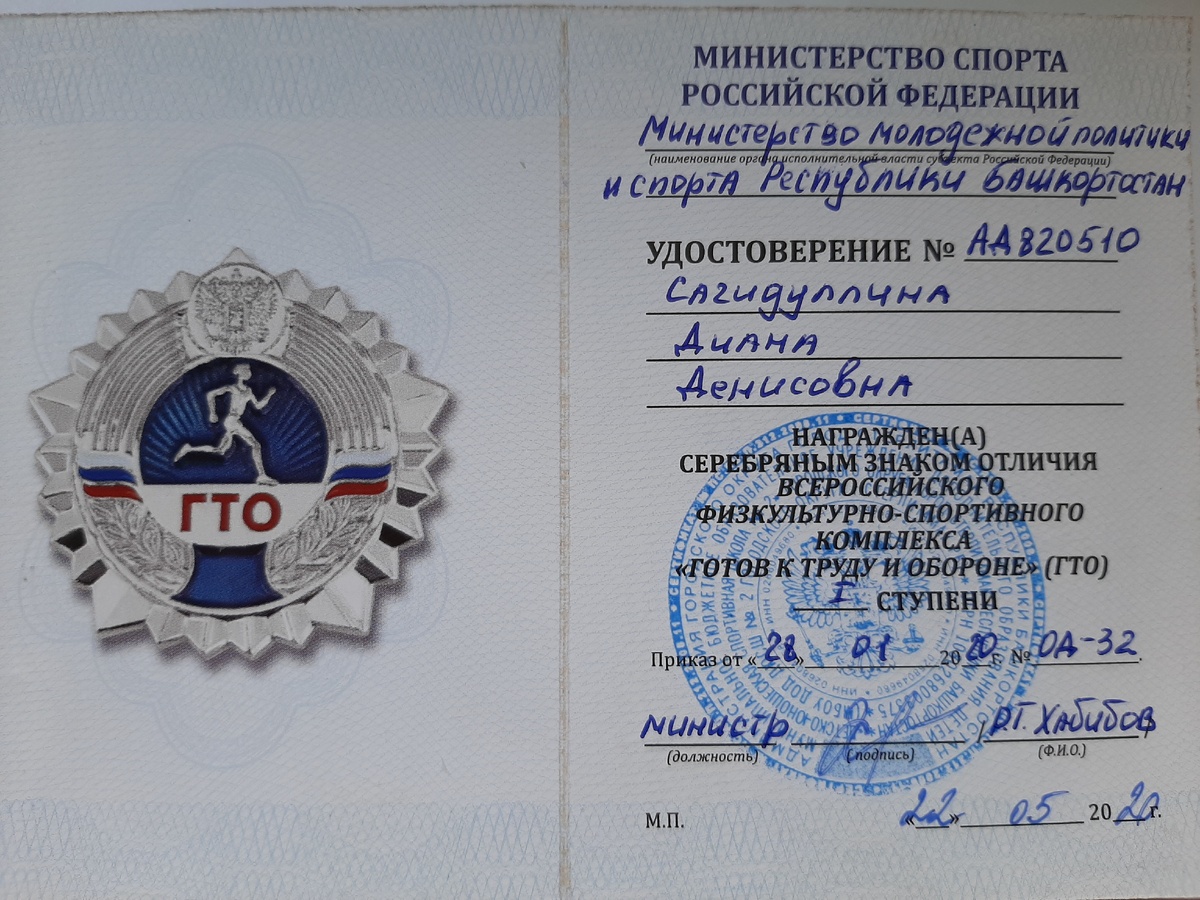 ГТО
МИНИСТЕРСТВО СПОРТА
РОССИЙСКОЙ ФЕДЕРАЦИИ
Министерство молодежной политики
(наименование органа исполнительной власти субъекта Российской Федерации)
и спорта Республики Башкортостан
УДОСТОВЕРЕНИЕ № АД820510
Сагидуллина
Диана
Денисовна
НАГРАЖДЕН(А)
СЕРЕБРЯНЫМ ЗНАКОМ ОТЛИЧИЯ
ВСЕРОССИЙСКОГО
ФИЗКУЛЬТУРНО-СПОРТИВНОГО
КОМПЛЕКСА
«ГОТОВ К ТРУДУ И ОБОРОНЕ» (ГТО)
I СТУПЕНИ
Приказ от «28» 01 2020 г. № ОД-32.
министр / Хабибов
(должность) (подпись) (Ф.И.О.)
М.П. «22» 05 2020 г.